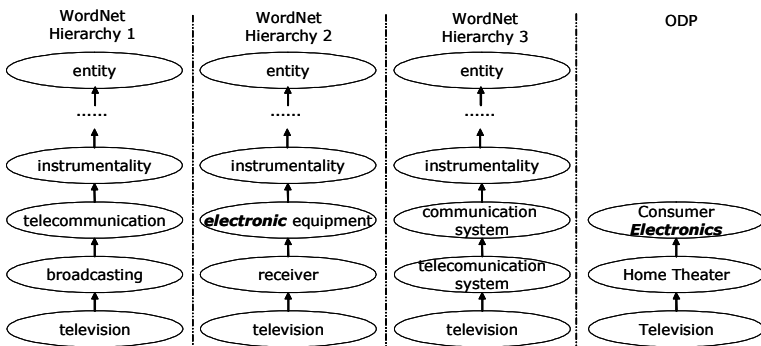 WordNet
Hierarchy 1
entity
......
instrumentality
telecommunication
broadcasting
television
WordNet
Hierarchy 2
entity
......
instrumentality
electronic equipment
receiver
television
WordNet
Hierarchy 3
entity
......
instrumentality
communication
system
telecomunication
system
television
ODP
Consumer
Electronics
Home Theater
Television